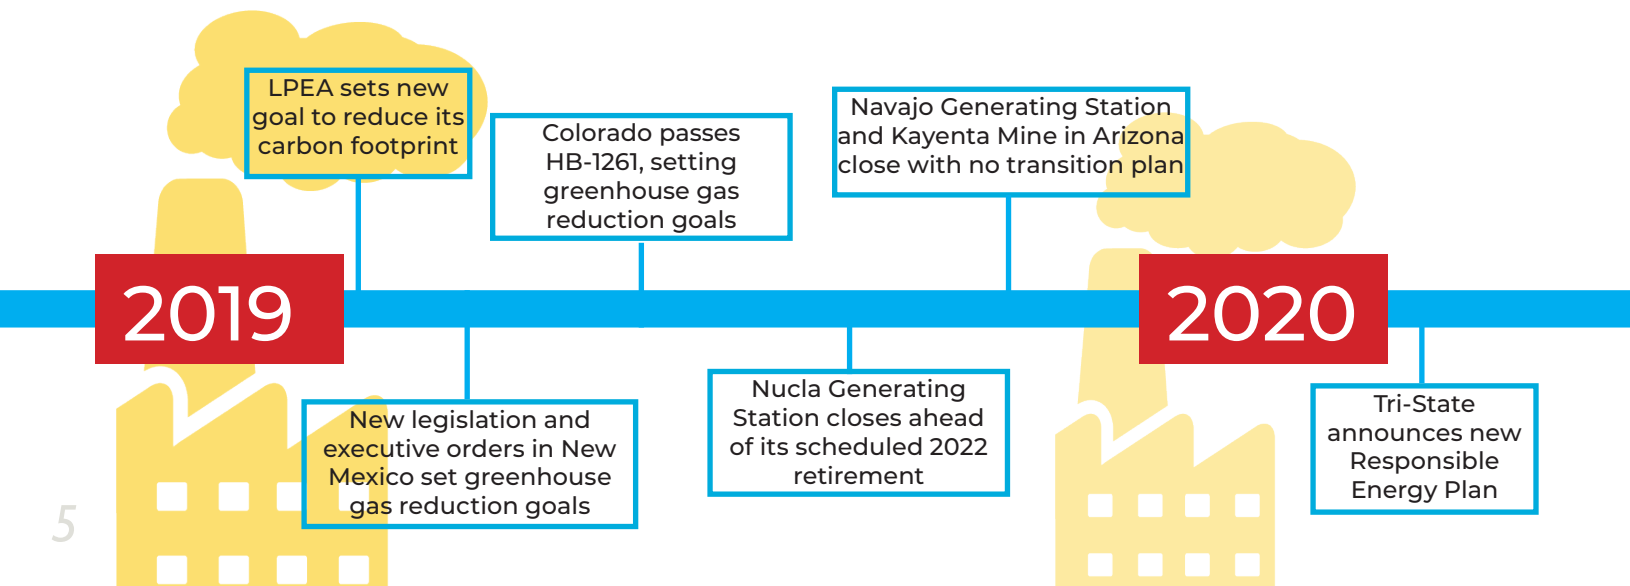 LPEA sets new
goal to reduce its
carbon footprint
Colorado passes
HB-1261, setting
greenhouse gas
reduction goals
Navajo Generating Station
and Kayenta Mine in Arizona
close with no transition plan
2019
2020
New legislation and
executive orders in New
Mexico set greenhouse
gas reduction goals
Nucla Generating
Station closes ahead
of its scheduled 2022
retirement
Tri-State
announces new
Responsible
Energy Plan
5